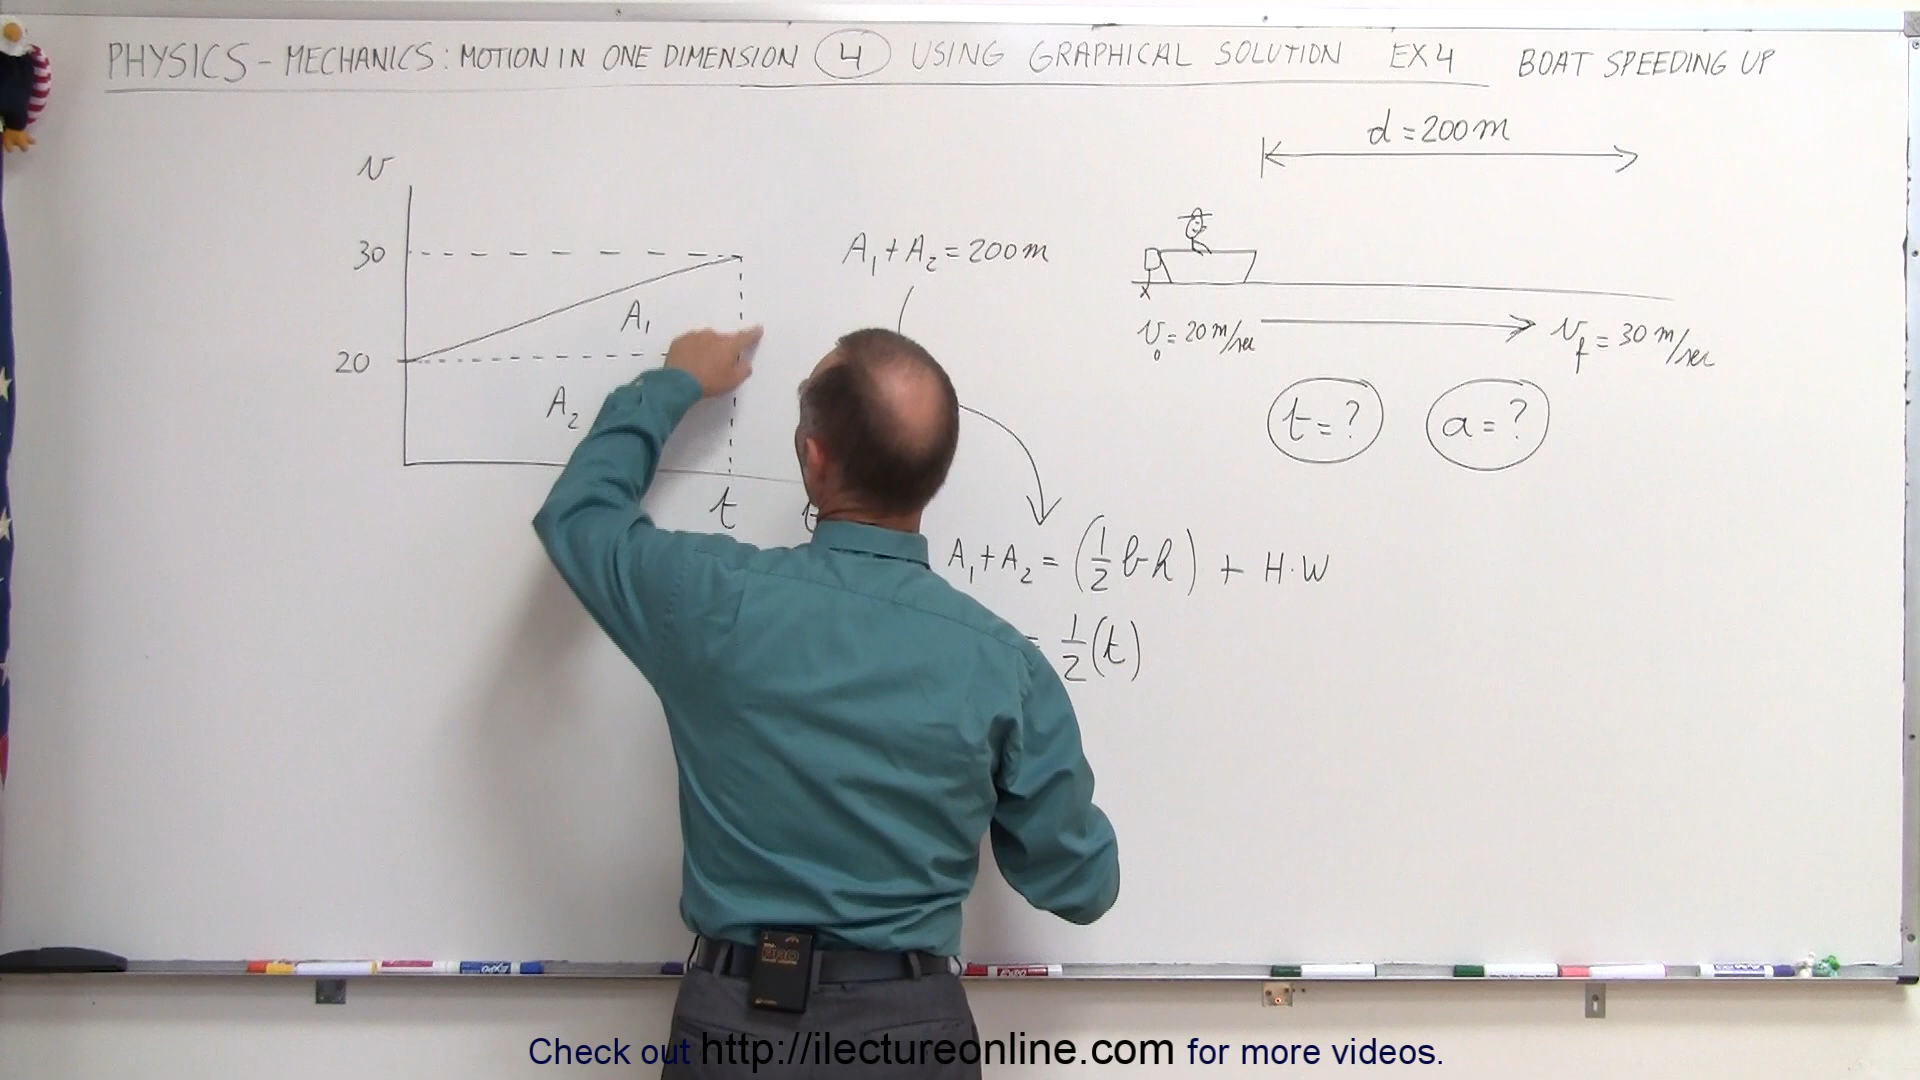 PHYSICS - MECHANICS: MOTION IN ONE DIMENSION 4 USING GRAPHICAL SOLUTION EX 4 BOAT SPEEDING UP
d = 200 m
v
30
A₁
20
A₂
t
A₁ + A₂ = 200 m
v₀ = 20 m/sec
v_f = 30 m/sec
t = ?
a = ?
A₁ + A₂ = (1/2 b·h) + H·W
= 1/2 (t)
EXPO
Check out http://ilectureonline.com for more videos.